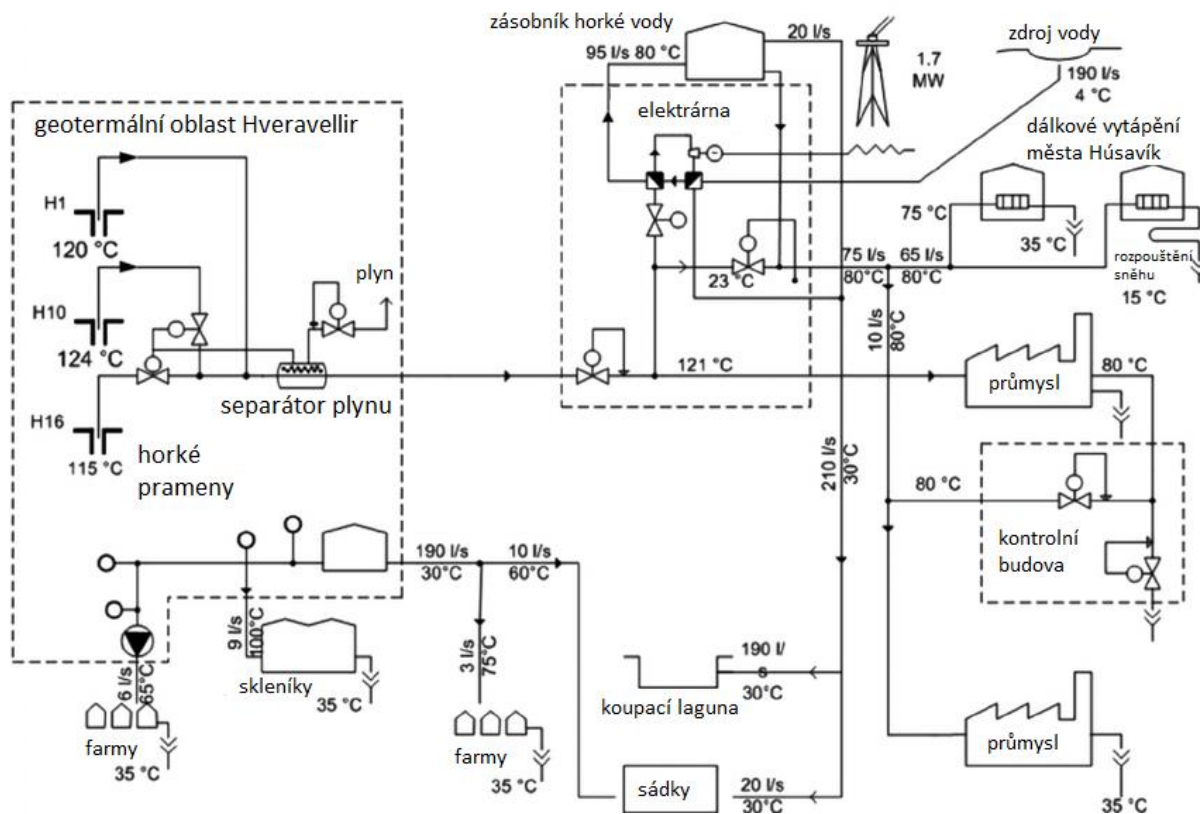 zásobník horké vody
20 l/s
zdroj vody
95 l/s 80 °C
1.7
MW
190 l/s
4 °C
elektrárna
geotermální oblast Hveravellir
dálkové vytápění
města Húsavík
H1
120 °C
75 °C
35 °C
rozpouštění
sněhu
15 °C
plyn
75 l/s
80°C
65 l/s
80°C
23 °C
H10
124 °C
10 l/s
80°C
121 °C
průmysl
80 °C
separátor plynu
H16
115 °C
horké
prameny
210 l/s
30°C
80 °C
kontrolní
budova
190 l/s
30°C
10 l/s
60°C
9 l/s
100°C
3 l/s
75°C
6 l/s
65°C
skleníky
35 °C
190 l/
s
30°C
koupací laguna
farmy
35 °C
farmy
35 °C
průmysl
sádky
20 l/s
30°C
35 °C